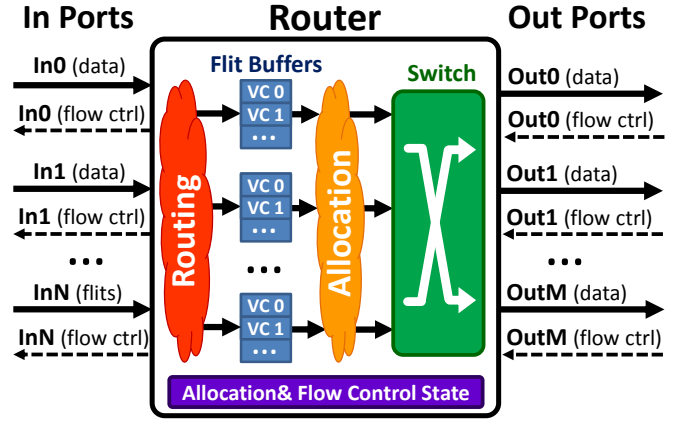 In Ports
Router
Out Ports
In0 (data)
In0 (flow ctrl)
In1 (data)
In1 (flow ctrl)
...
InN (flits)
InN (flow ctrl)
Routing
Flit Buffers
VC 0
VC 1
...
VC 0
VC 1
...
...
VC 0
VC 1
...
Allocation
...
Switch
Allocation& Flow Control State
Out0 (data)
Out0 (flow ctrl)
Out1 (data)
Out1 (flow ctrl)
...
OutM (data)
OutM (flow ctrl)